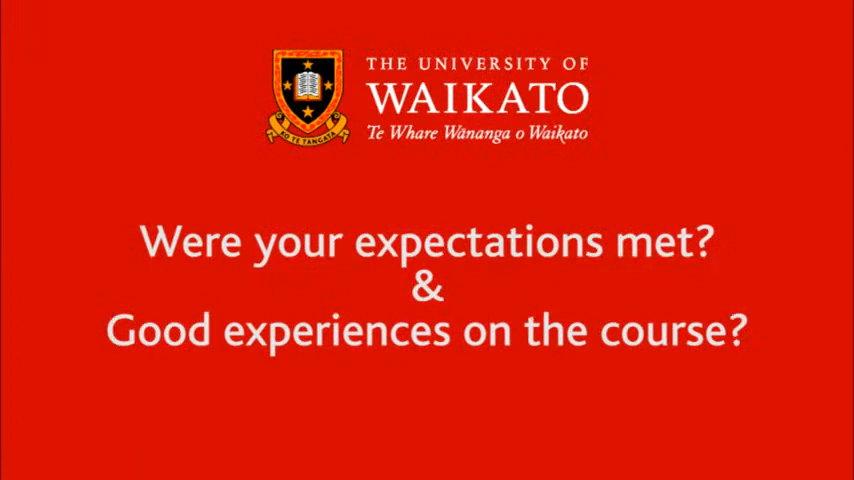 THE UNIVERSITY OF
WAIKATO
Te Whare Wānanga o Waikato
KO TE TANGATA
Were your expectations met?
&
Good experiences on the course?